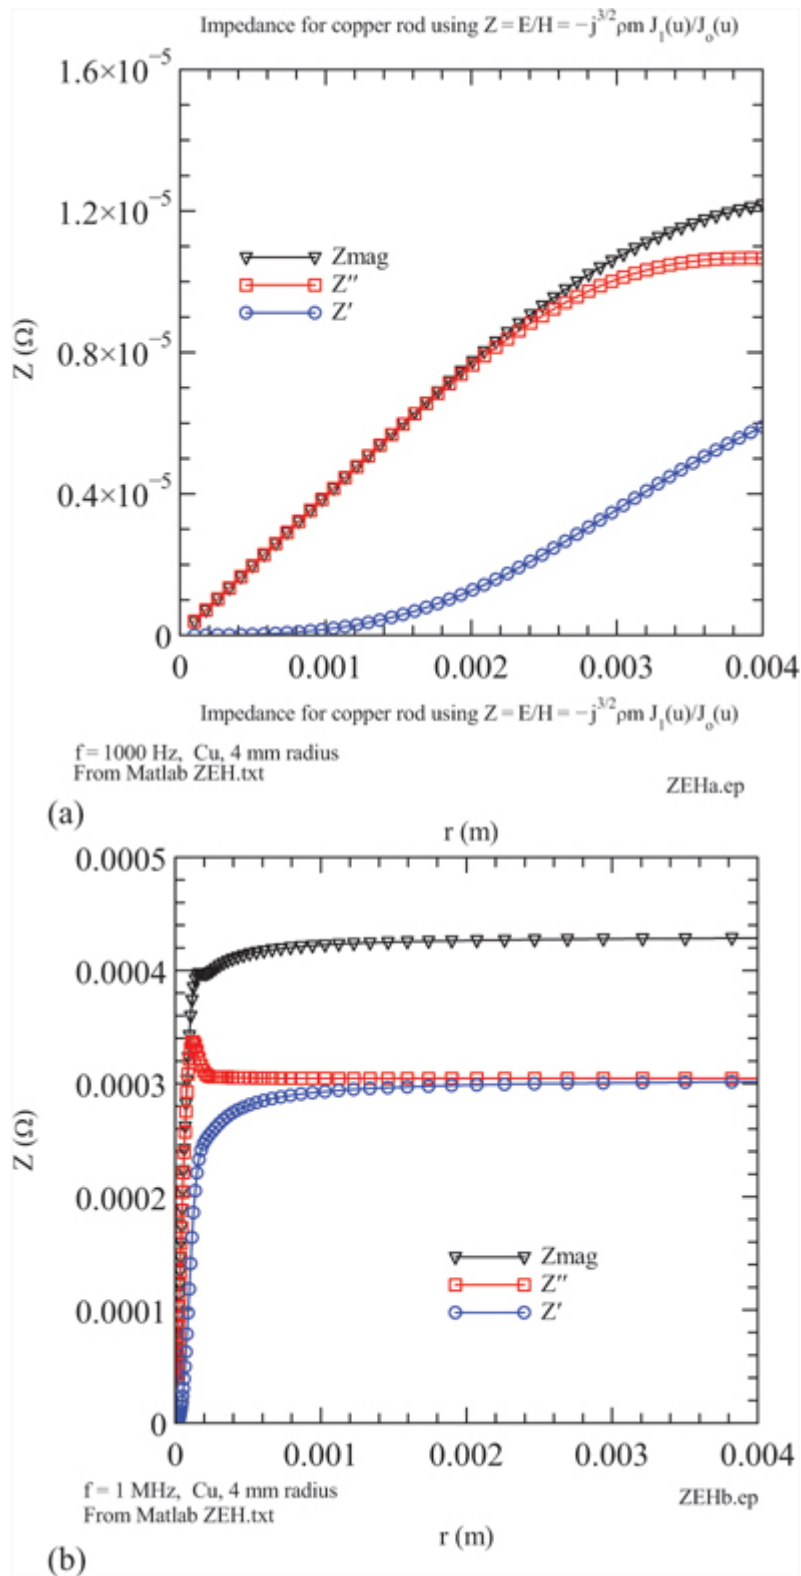 Impedance for copper rod using Z = E/H = −j^3/2 ρm J₁(u)/Jₒ(u)
1.6×10⁻⁵
1.2×10⁻⁵
Zmag
Z″
Z′
Z (Ω)
0.8×10⁻⁵
0.4×10⁻⁵
0
0 0.001 0.002 0.003 0.004
Impedance for copper rod using Z = E/H = −j^3/2 ρm J₁(u)/Jₒ(u)
f = 1000 Hz, Cu, 4 mm radius
From Matlab ZEH.txt
ZEHa.ep
(a)
r (m)
0.0005
0.0004
0.0003
Z (Ω)
0.0002
Zmag
Z″
Z′
0.0001
0
0 0.001 0.002 0.003 0.004
f = 1 MHz, Cu, 4 mm radius
From Matlab ZEH.txt
ZEHb.ep
r (m)
(b)